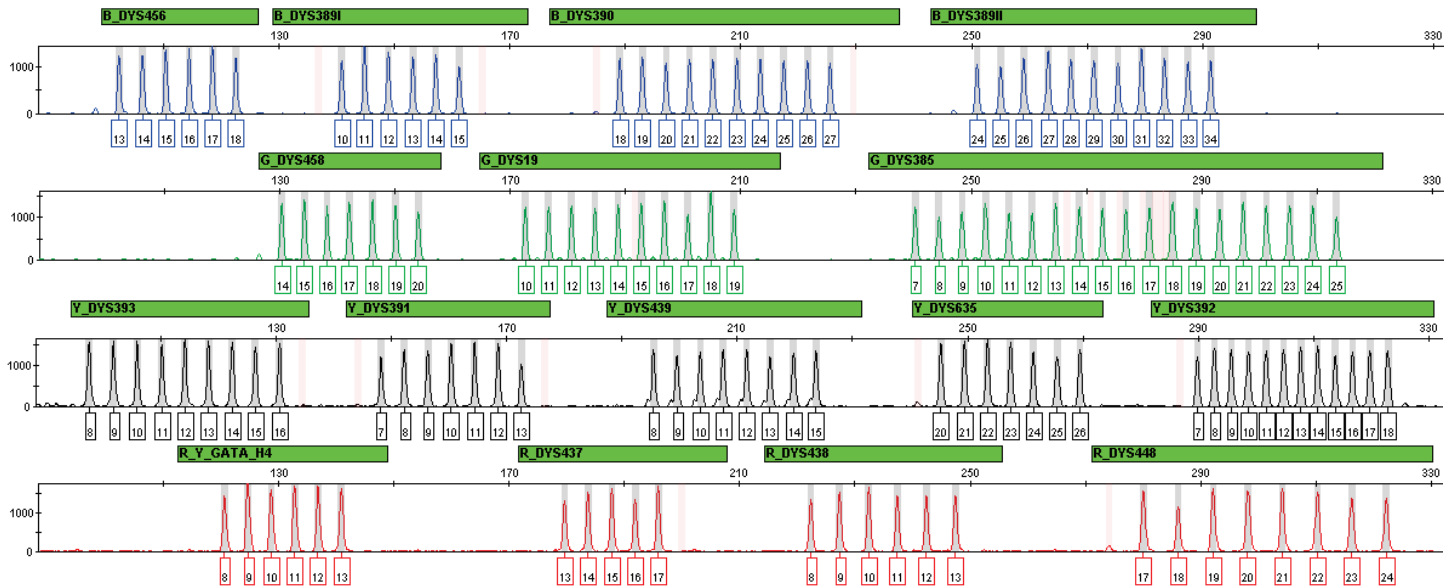 B_DYS456 B_DYS389I B_DYS390 B_DYS389II
130 170 210 250 290 330
1000
0
13 14 15 16 17 18 10 11 12 13 14 15 18 19 20 21 22 23 24 25 26 27 24 25 26 27 28 29 30 31 32 33 34
G_DYS458 G_DYS19 G_DYS385
130 170 210 250 290 330
1000
0
14 15 16 17 18 19 20 10 11 12 13 14 15 16 17 18 19 7 8 9 10 11 12 13 14 15 16 17 18 19 20 21 22 23 24 25
Y_DYS393 Y_DYS391 Y_DYS439 Y_DYS635 Y_DYS392
130 170 210 250 290 330
1000
0
8 9 10 11 12 13 14 15 16 7 8 9 10 11 12 13 8 9 10 11 12 13 14 15 20 21 22 23 24 25 26 7 8 9 10 11 12 13 14 15 16 17 18
R_Y_GATA_H4 R_DYS437 R_DYS438 R_DYS448
130 170 210 250 290 330
1000
0
8 9 10 11 12 13 13 14 15 16 17 8 9 10 11 12 13 17 18 19 20 21 22 23 24